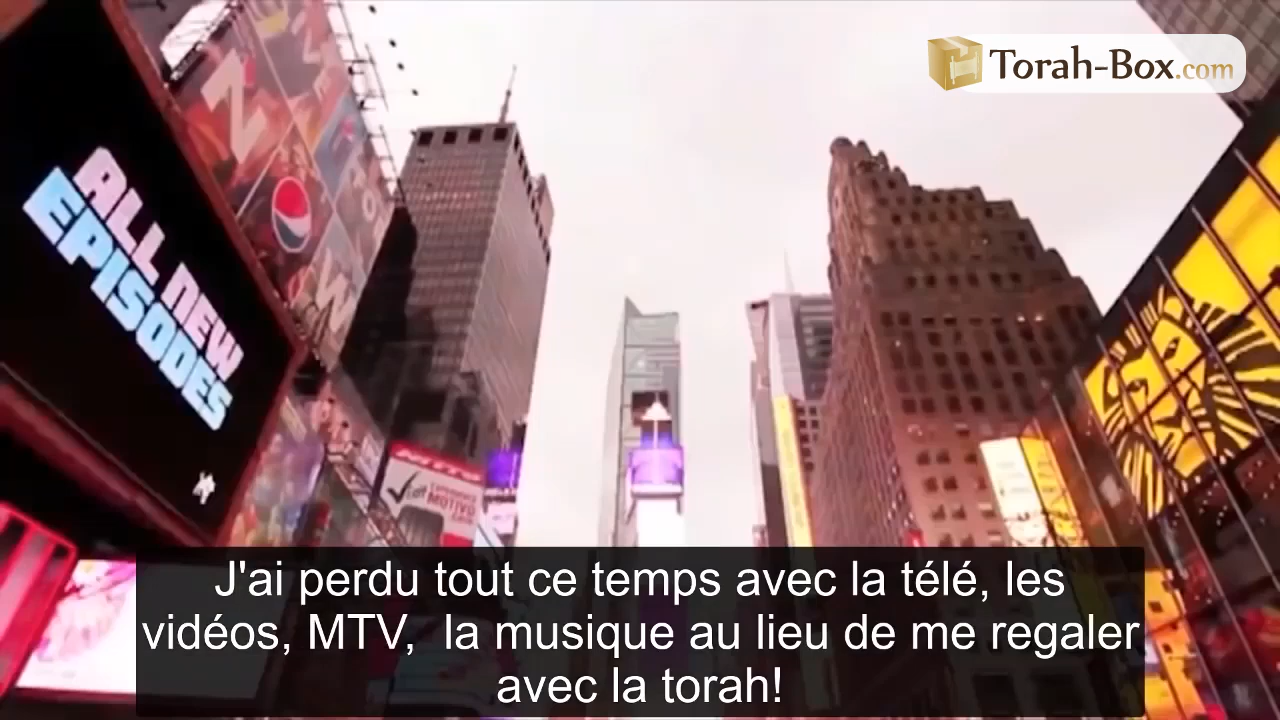 Torah-Box.com
ALL NEW
EPISODES
MOTIVO
J'ai perdu tout ce temps avec la télé, les
vidéos, MTV,  la musique au lieu de me regaler
avec la torah!